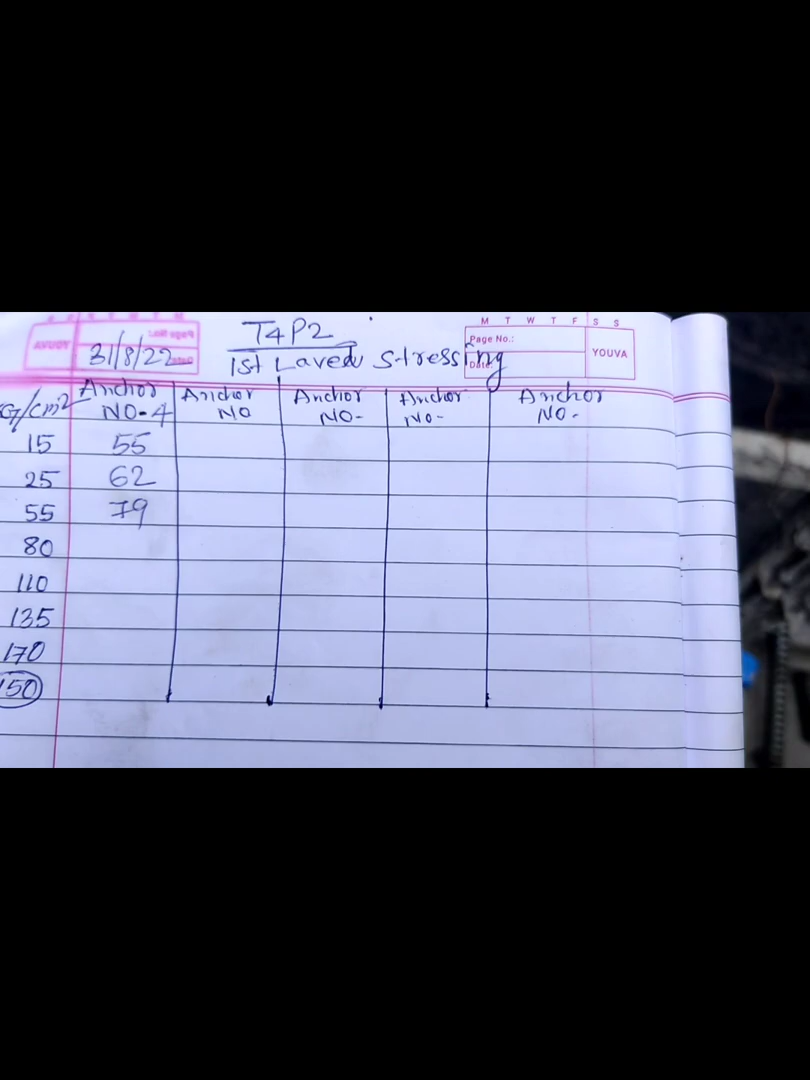 M T W T F S S
Page No.:
Date:
YOUVA
31/8/22
T4P2
1st Laved Stressing
KG/cm2 Anchor NO-4 Anchor NO Anchor NO- Anchor NO- Anchor NO-
15 55
25 62
55 79
80
110
135
170
150